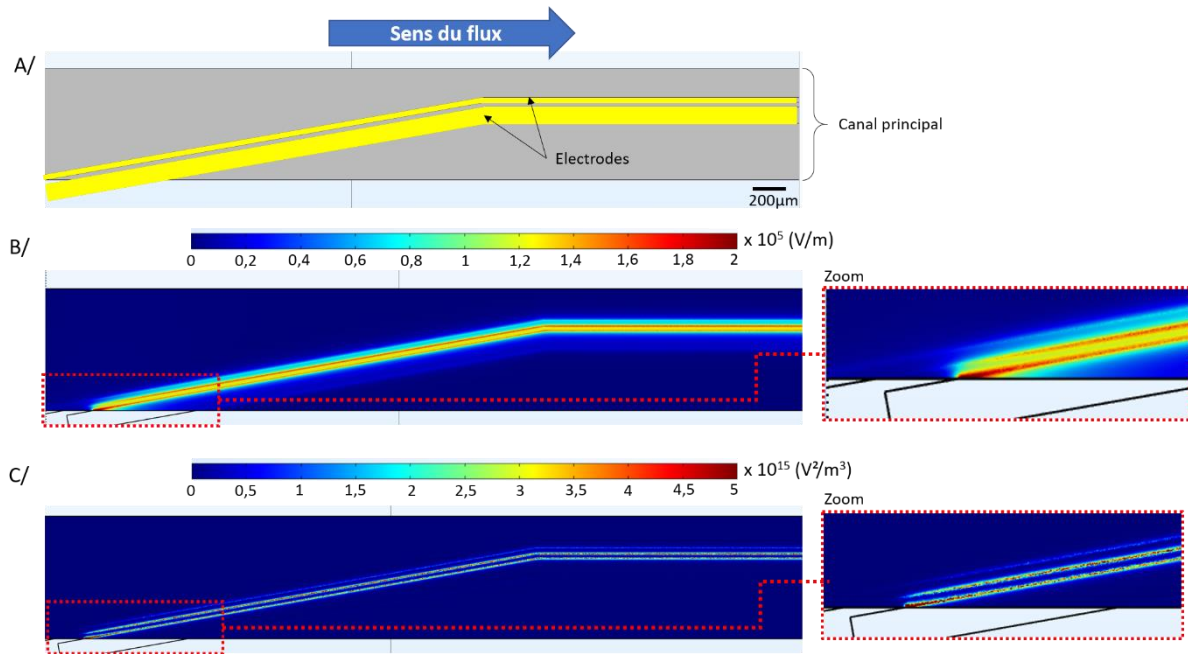 Sens du flux
A/
Canal principal
Electrodes
200µm
B/
x 10⁵ (V/m)
0 0,2 0,4 0,6 0,8 1 1,2 1,4 1,6 1,8 2
Zoom
C/
x 10¹⁵ (V²/m³)
0 0,5 1 1,5 2 2,5 3 3,5 4 4,5 5
Zoom